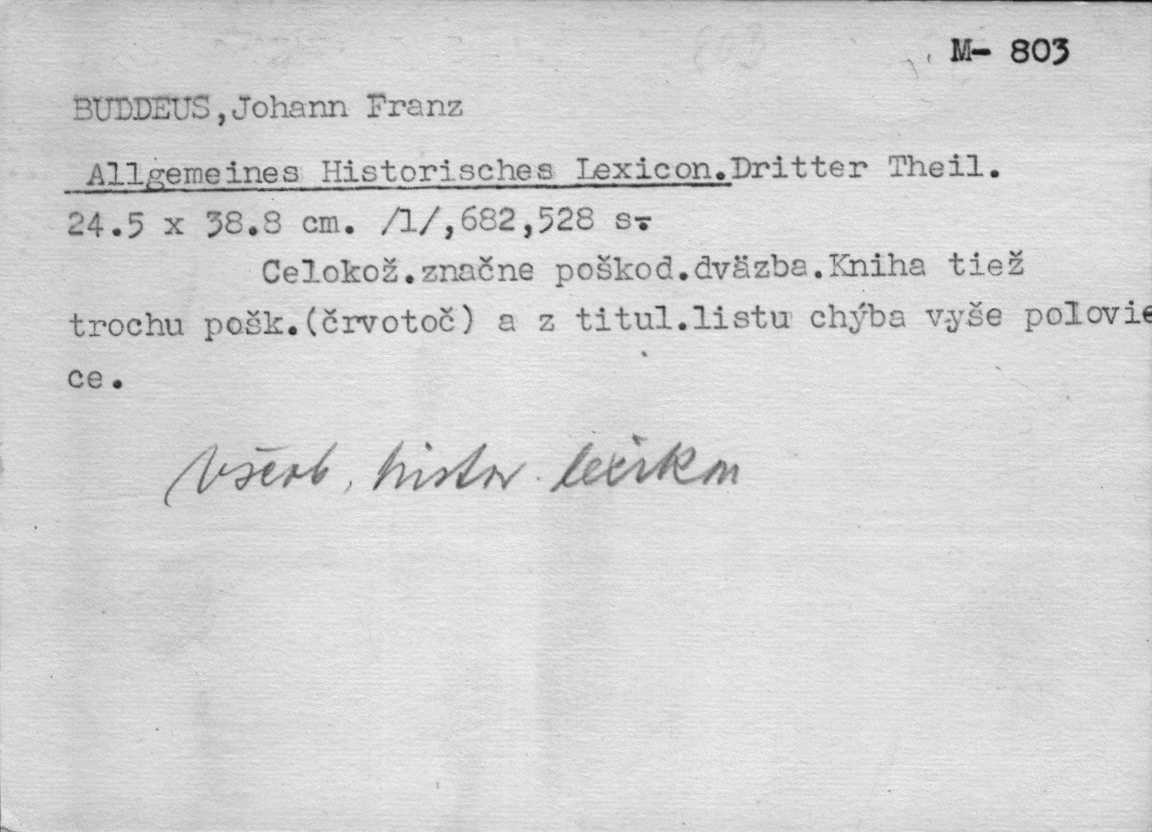 M- 803
BUDDEUS,Johann Franz
Allgemeines Historisches Lexicon.Dritter Theil.
24.5 x 38.8 cm. /1/,682,528 s.
Celokož.značne poškod.dväzba.Kniha tiež
trochu pošk.(črvotoč) a z titul.listu chýba vyše polovie
ce.
Všeob. histor. lexikon